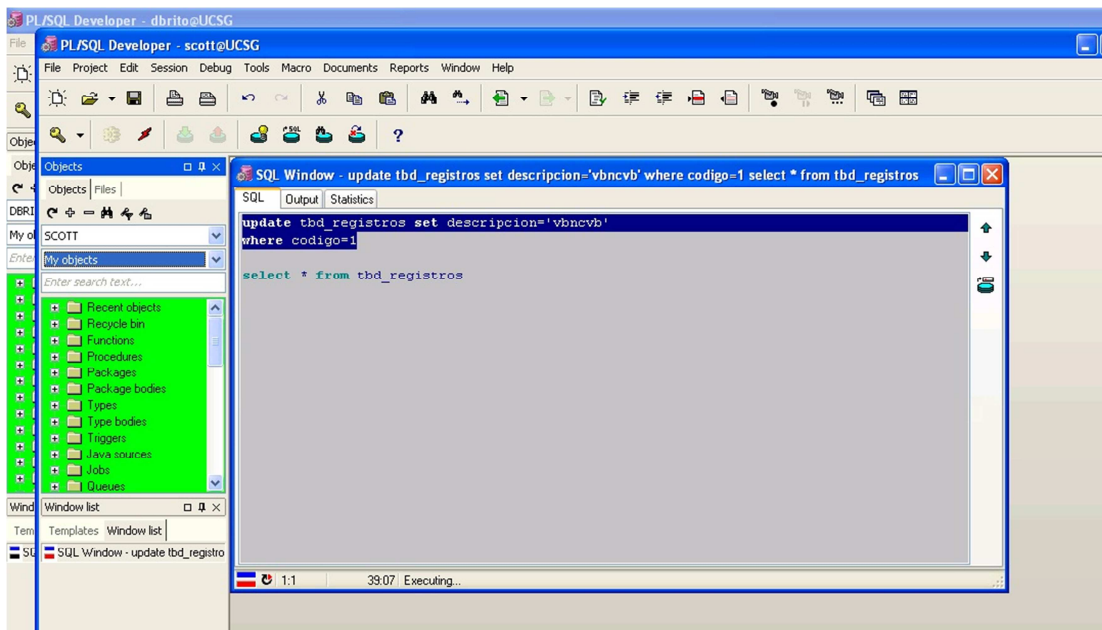 PL/SQL Developer - dbrito@UCSG
File
PL/SQL Developer - scott@UCSG
File Project Edit Session Debug Tools Macro Documents Reports Window Help
Objects
Objects Files
DBRI
SCOTT
My objects
Enter search text...
Recent objects
Recycle bin
Functions
Procedures
Packages
Package bodies
Types
Type bodies
Triggers
Java sources
Jobs
Queues
Wind
Window list
Tem
Templates Window list
SQL Window - update tbd_registro
SQL Window - update tbd_registros set descripcion='vbncvb' where codigo=1 select * from tbd_registros
SQL Output Statistics
update tbd_registros set descripcion='vbncvb'
where codigo=1
select * from tbd_registros
1:1 39:07 Executing...